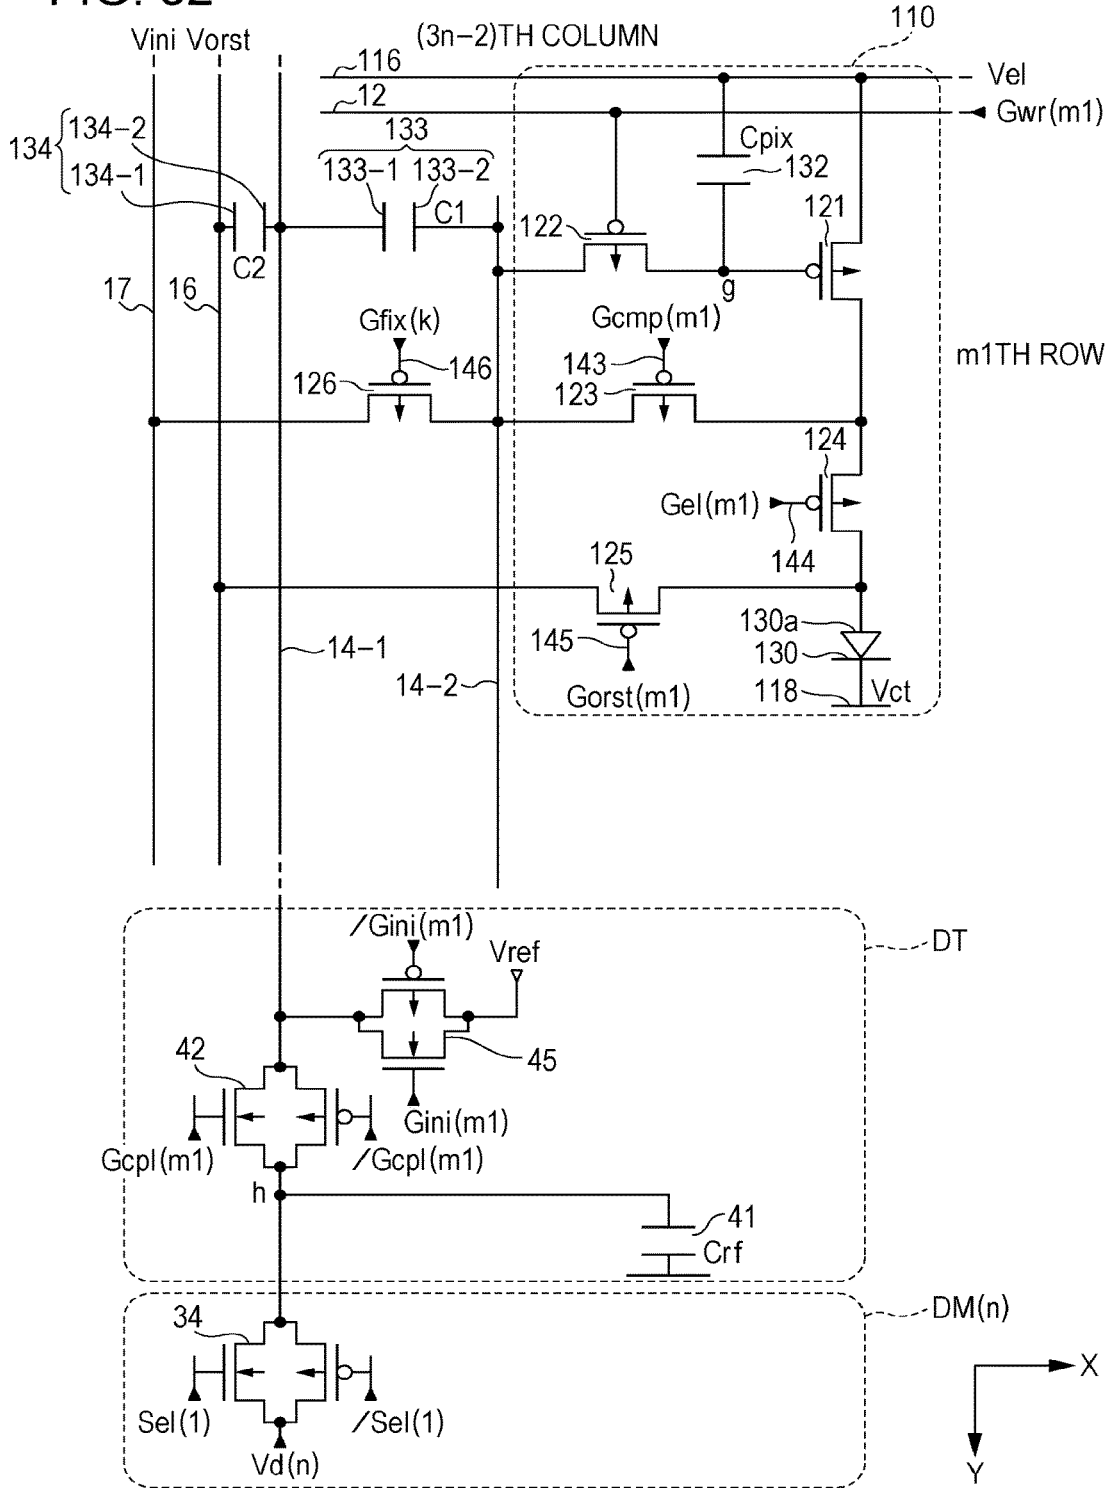 Vini Vorst
(3n-2)TH COLUMN
110
116
Vel
12
Gwr(m1)
134
134-2
134-1
133
133-1 133-2
Cpix
132
C1
C2
122
121
g
17
16
Gfix(k)
146
126
Gcmp(m1)
143
123
m1TH ROW
124
Gel(m1)
144
125
145
Gorst(m1)
130a
130
118
Vct
14-1
14-2
/Gini(m1)
Vref
DT
42
45
Gini(m1)
Gcpl(m1)
/Gcpl(m1)
h
41
Crf
DM(n)
34
Sel(1)
/Sel(1)
Vd(n)
X
Y